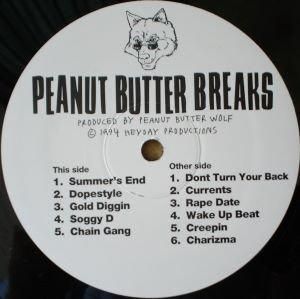 PEANUT BUTTER BREAKS
PRODUCED BY PEANUT BUTTER WOLF
© 1994 HEYDAY PRODUCTIONS
This side
1. Summer's End
2. Dopestyle
3. Gold Diggin
4. Soggy D
5. Chain Gang
Other side
1. Dont Turn Your Back
2. Currents
3. Rape Date
4. Wake Up Beat
5. Creepin
6. Charizma